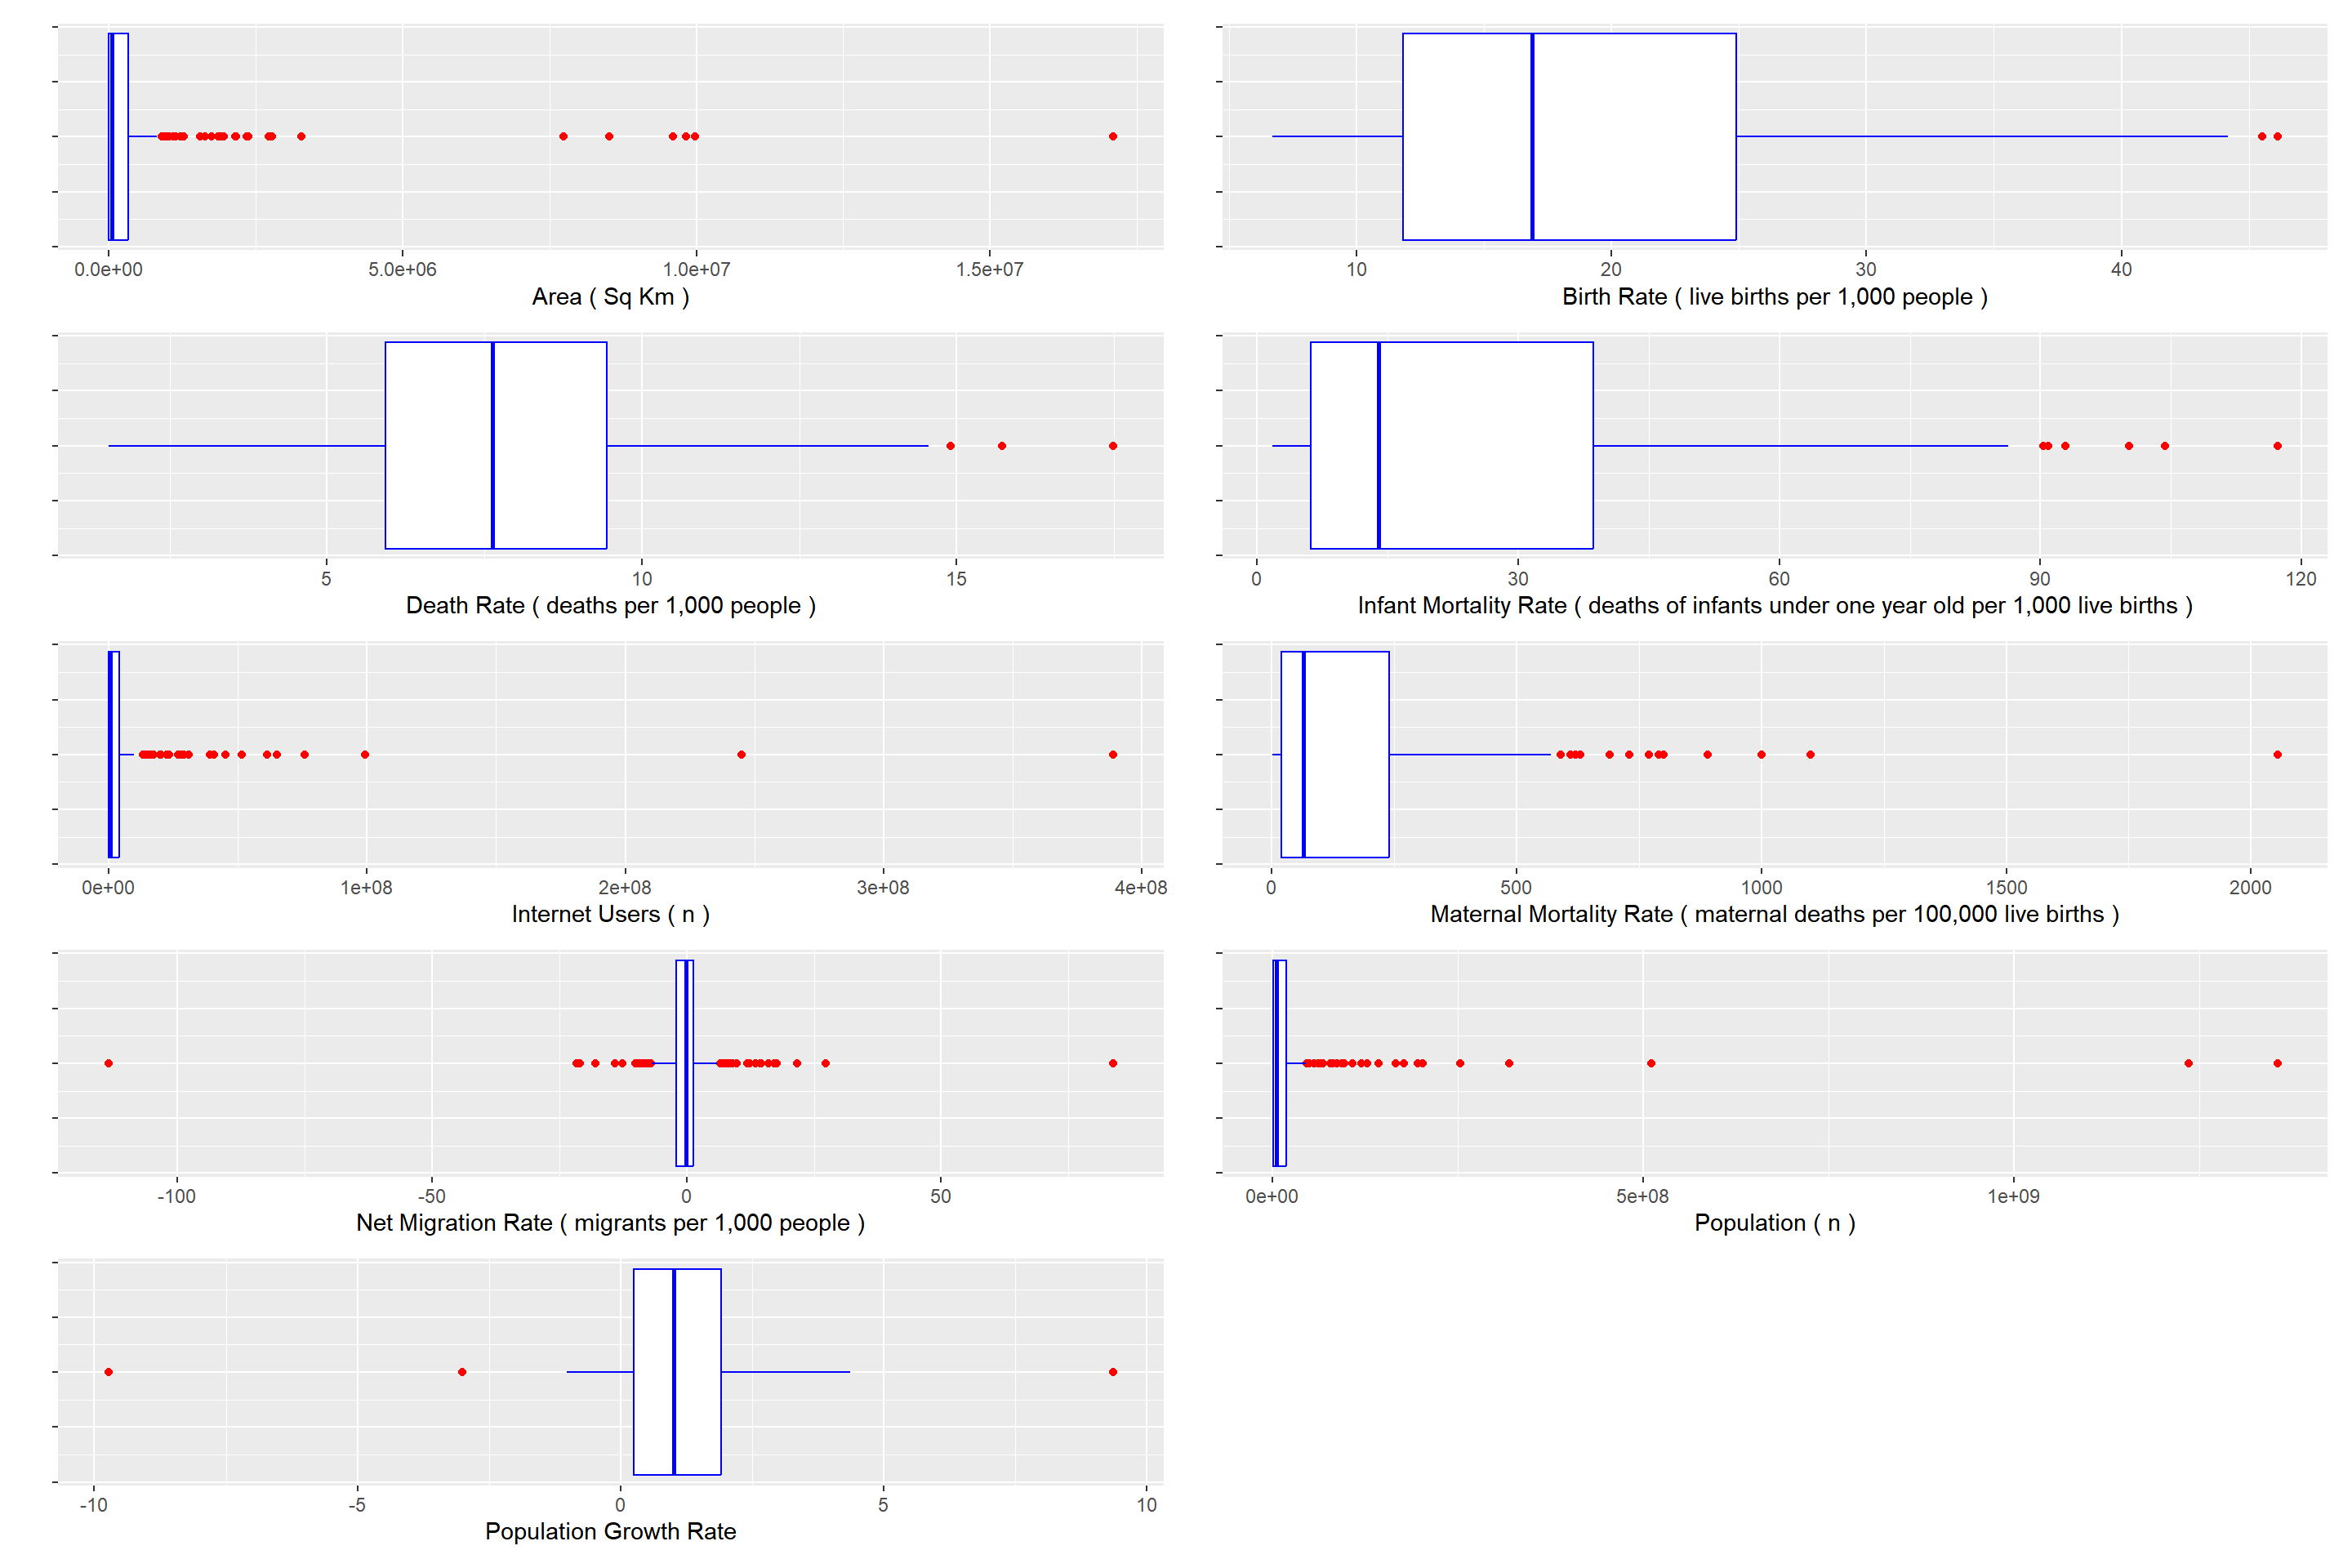 0.0e+00 5.0e+06 1.0e+07 1.5e+07
Area ( Sq Km )
10 20 30 40
Birth Rate ( live births per 1,000 people )
5 10 15
Death Rate ( deaths per 1,000 people )
0 30 60 90 120
Infant Mortality Rate ( deaths of infants under one year old per 1,000 live births )
0e+00 1e+08 2e+08 3e+08 4e+08
Internet Users ( n )
0 500 1000 1500 2000
Maternal Mortality Rate ( maternal deaths per 100,000 live births )
-100 -50 0 50
Net Migration Rate ( migrants per 1,000 people )
0e+00 5e+08 1e+09
Population ( n )
-10 -5 0 5 10
Population Growth Rate